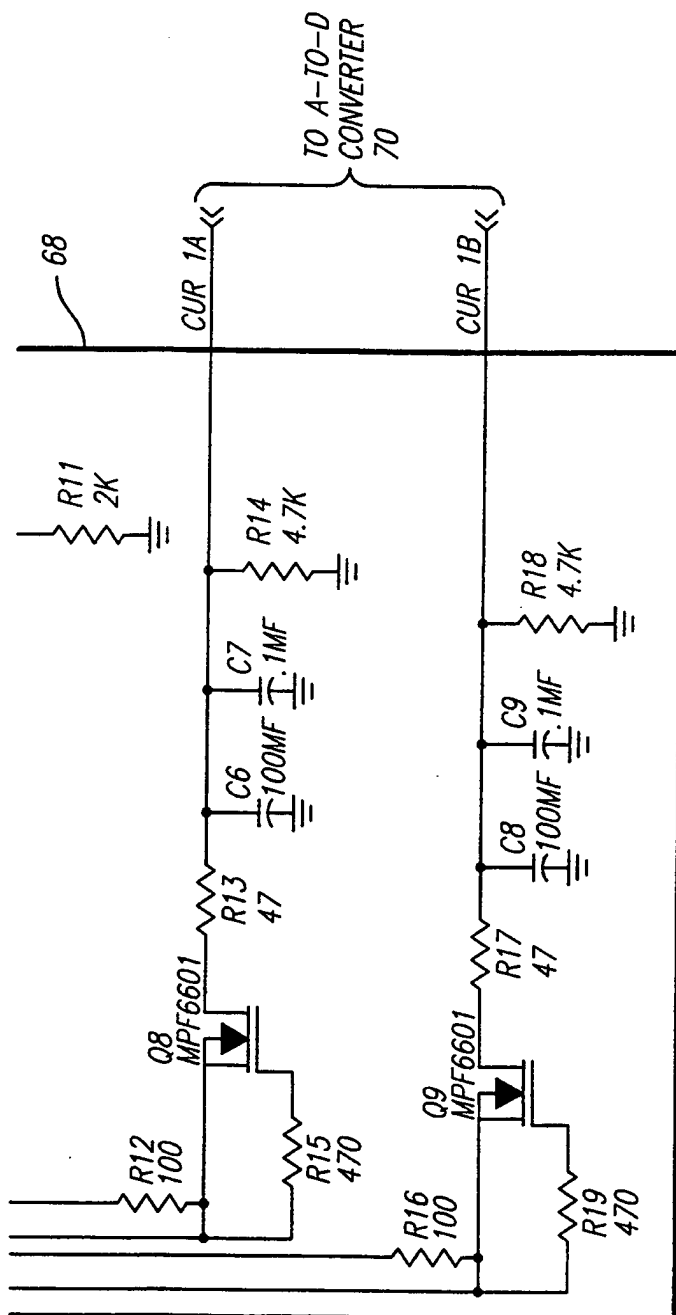 68
R11
2K
CUR 1A
TO A-TO-D
CONVERTER
70
R12
100
Q8
MPF6601
R13
47
C6
100MF
C7
.1MF
R14
4.7K
R15
470
CUR 1B
R16
100
Q9
MPF6601
R17
47
C8
100MF
C9
.1MF
R18
4.7K
R19
470